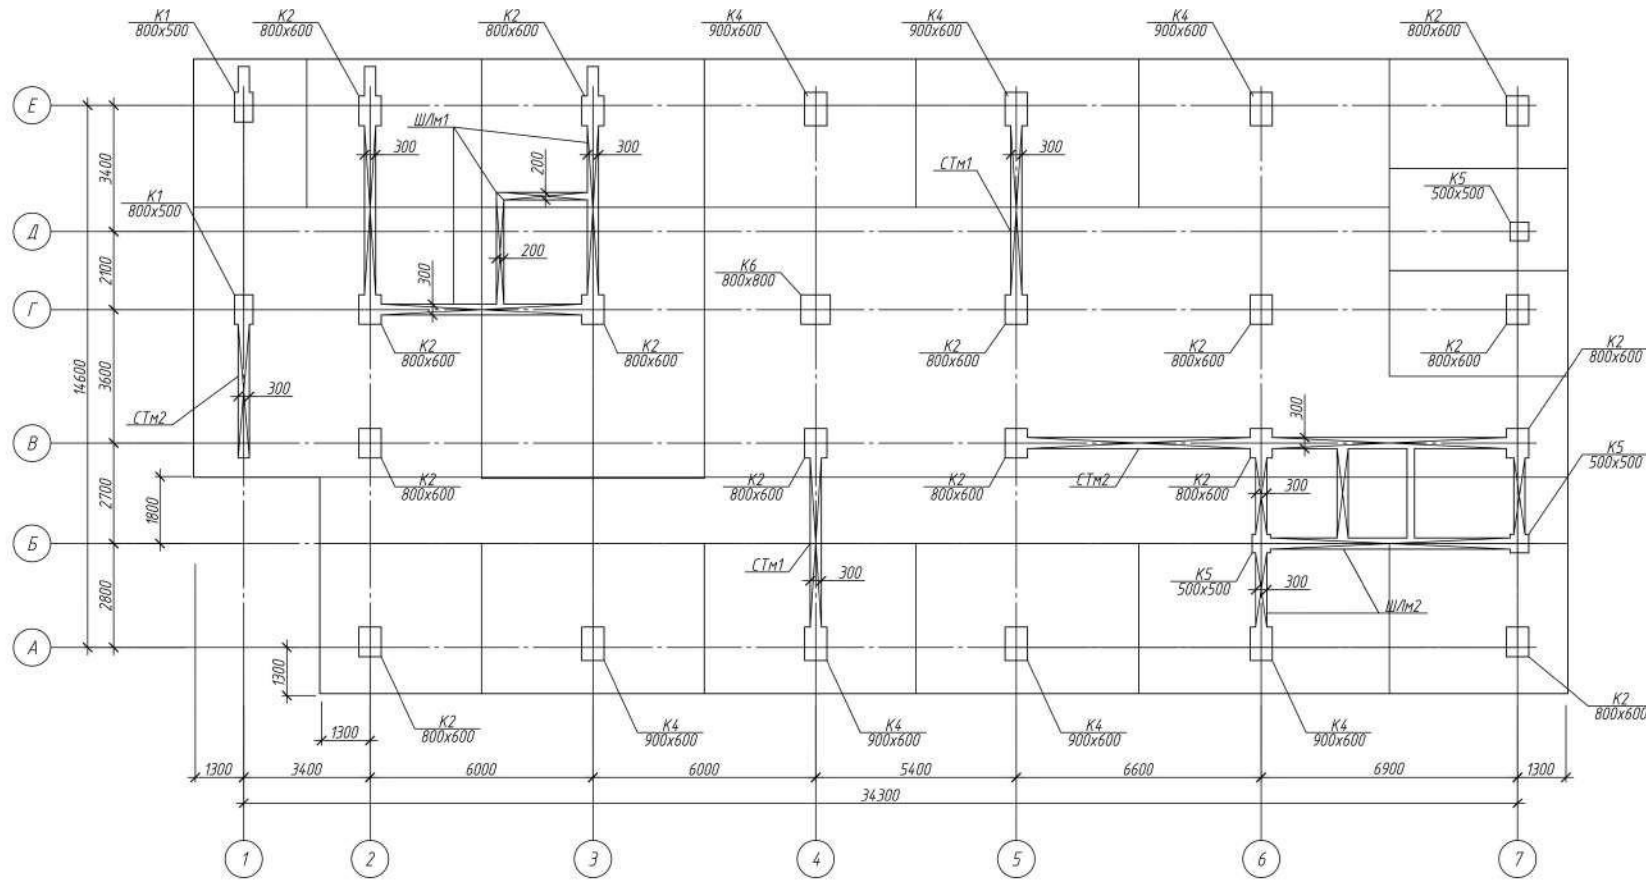 К1
800х500
К2
800х600
К2
800х600
К4
900х600
К4
900х600
К4
900х600
К2
800х600
Е
ШЛм1
300
200
300
СТм1
300
3400
К1
800х500
К5
500х500
Д
2100
300
200
К6
800х800
Г
К2
800х600
К2
800х600
К2
800х600
К2
800х600
К2
800х600
К2
800х600
14600
3600
СТм2
300
300
В
К2
800х600
К2
800х600
К2
800х600
СТм2
К2
800х600
К5
500х500
2700
1800
300
Б
СТм1
300
К5
500х500
300
ШЛм2
2800
А
1300
1300
К2
800х600
К4
900х600
К4
900х600
К4
900х600
К4
900х600
К2
800х600
1300
3400
6000
6000
5400
6600
6900
1300
34300
1
2
3
4
5
6
7